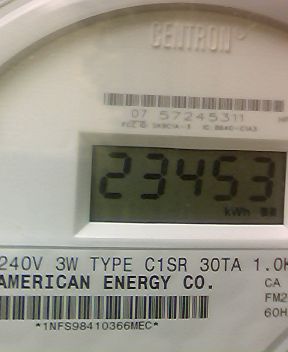 CENTRON®
07 57245311
23453
kWh
240V 3W TYPE C1SR 30TA 1.0K
AMERICAN ENERGY CO.
CA
FM2
60H
*1NFS98410366MEC*